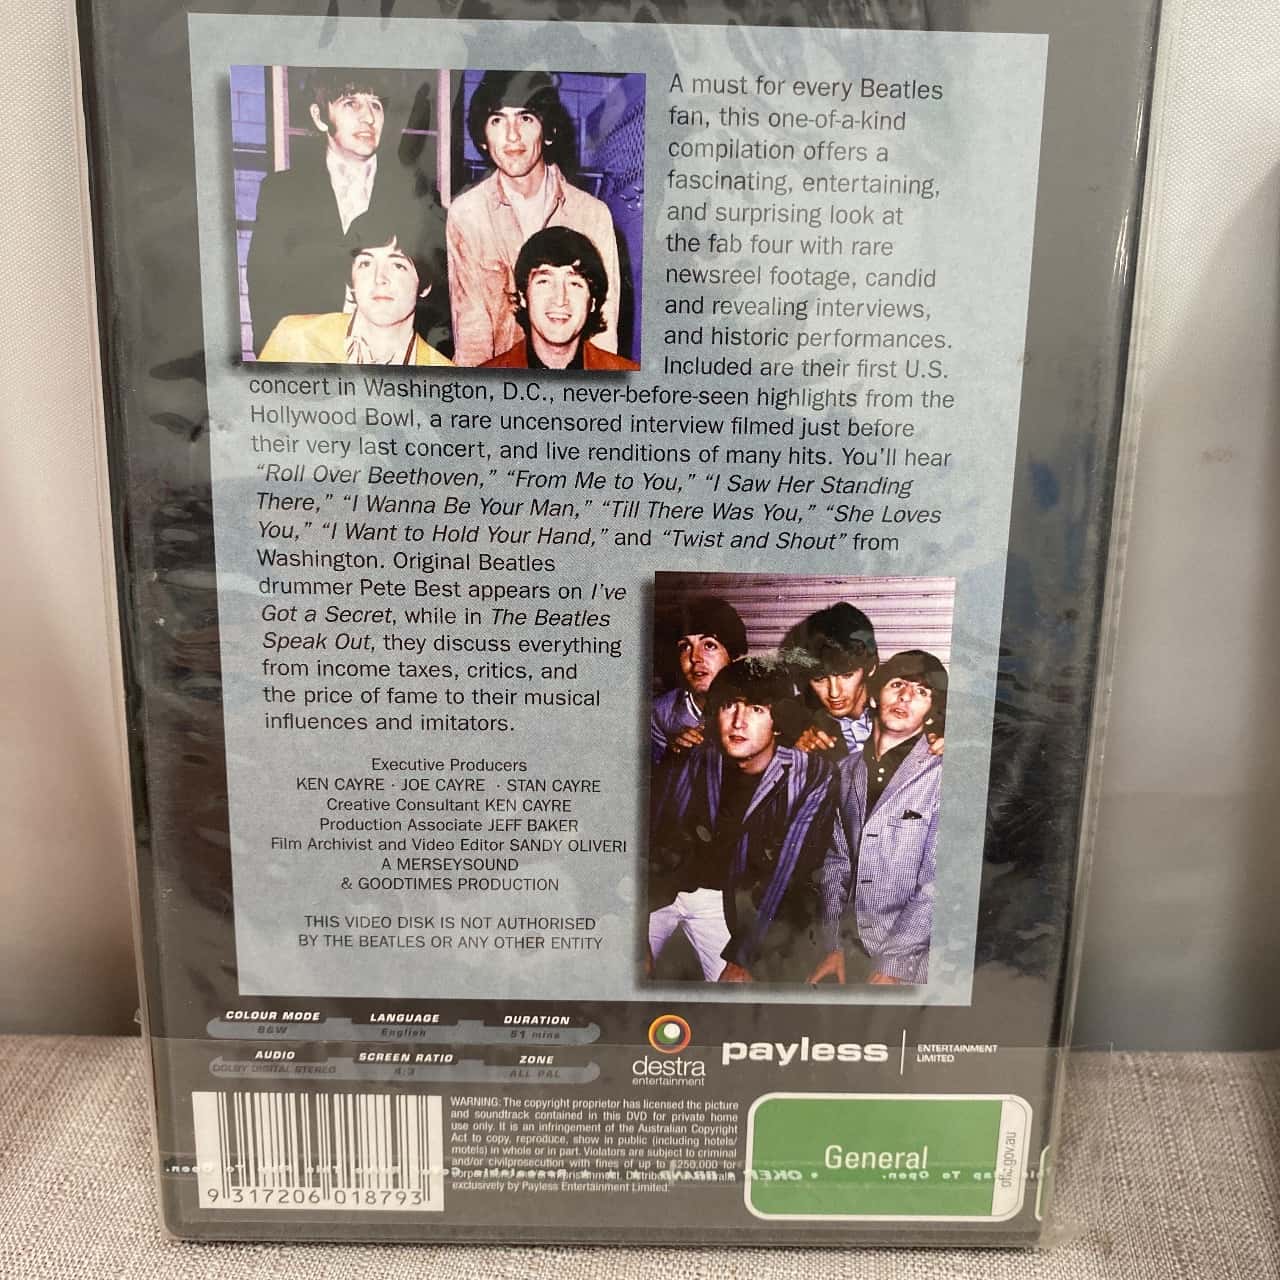 A must for every Beatles
fan, this one-of-a-kind
compilation offers a
fascinating, entertaining,
and surprising look at
the fab four with rare
newsreel footage, candid
and revealing interviews,
and historic performances.
Included are their first U.S.
concert in Washington, D.C., never-before-seen highlights from the
Hollywood Bowl, a rare uncensored interview filmed just before
their very last concert, and live renditions of many hits. You'll hear
“Roll Over Beethoven,” “From Me to You,” “I Saw Her Standing
There,” “I Wanna Be Your Man,” “Till There Was You,” “She Loves
You,” “I Want to Hold Your Hand,” and “Twist and Shout” from
Washington. Original Beatles
drummer Pete Best appears on I've
Got a Secret, while in The Beatles
Speak Out, they discuss everything
from income taxes, critics, and
the price of fame to their musical
influences and imitators.
Executive Producers
KEN CAYRE · JOE CAYRE · STAN CAYRE
Creative Consultant KEN CAYRE
Production Associate JEFF BAKER
Film Archivist and Video Editor SANDY OLIVERI
A MERSEYSOUND
& GOODTIMES PRODUCTION
THIS VIDEO DISK IS NOT AUTHORISED
BY THE BEATLES OR ANY OTHER ENTITY
COLOUR MODE LANGUAGE DURATION
B&W English 51 mins
AUDIO SCREEN RATIO ZONE
DOLBY DIGITAL STEREO 4:3 ALL PAL
destra
entertainment
payless
ENTERTAINMENT
LIMITED
WARNING: The copyright proprietor has licensed the picture
and soundtrack contained in this DVD for private home
use only. It is an infringement of the Australian Copyright
Act to copy, reproduce, show in public (including hotels/
motels) in whole or in part. Violators are subject to criminal
and/or civilprosecution with fines of up to $250,000 for
exclusively by Payless Entertainment Limited.
General
oflc.gov.au
9 317206 018793